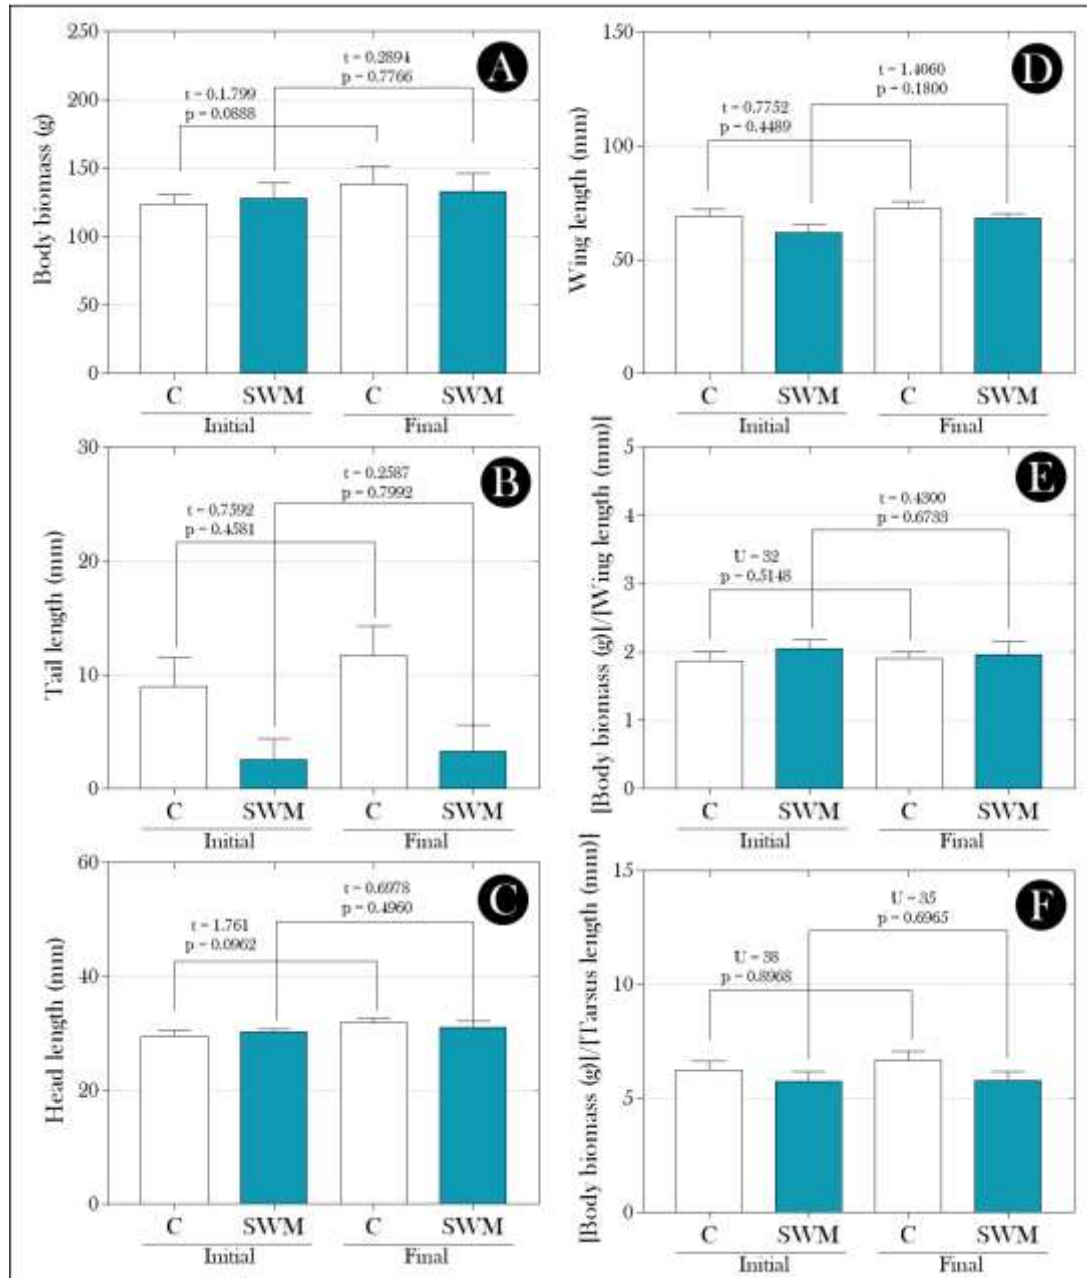 A
Body biomass (g)
250
200
150
100
50
0
t = 0.1.799
p = 0.0888
t = 0.2894
p = 0.7766
C SWM C SWM
Initial Final
D
Wing length (mm)
150
100
50
0
t = 0.7752
p = 0.4489
t = 1.4060
p = 0.1800
C SWM C SWM
Initial Final
B
Tail length (mm)
30
20
10
0
t = 0.7592
p = 0.4581
t = 0.2587
p = 0.7992
C SWM C SWM
Initial Final
E
[Body biomass (g)]/[Wing length (mm)]
5
4
3
2
1
0
U = 32
p = 0.5148
t = 0.4300
p = 0.6733
C SWM C SWM
Initial Final
C
Head length (mm)
60
40
20
0
t = 1.761
p = 0.0962
t = 0.6978
p = 0.4960
C SWM C SWM
Initial Final
F
[Body biomass (g)]/[Tarsus length (mm)]
15
10
5
0
U = 38
p = 0.8968
U = 35
p = 0.6965
C SWM C SWM
Initial Final